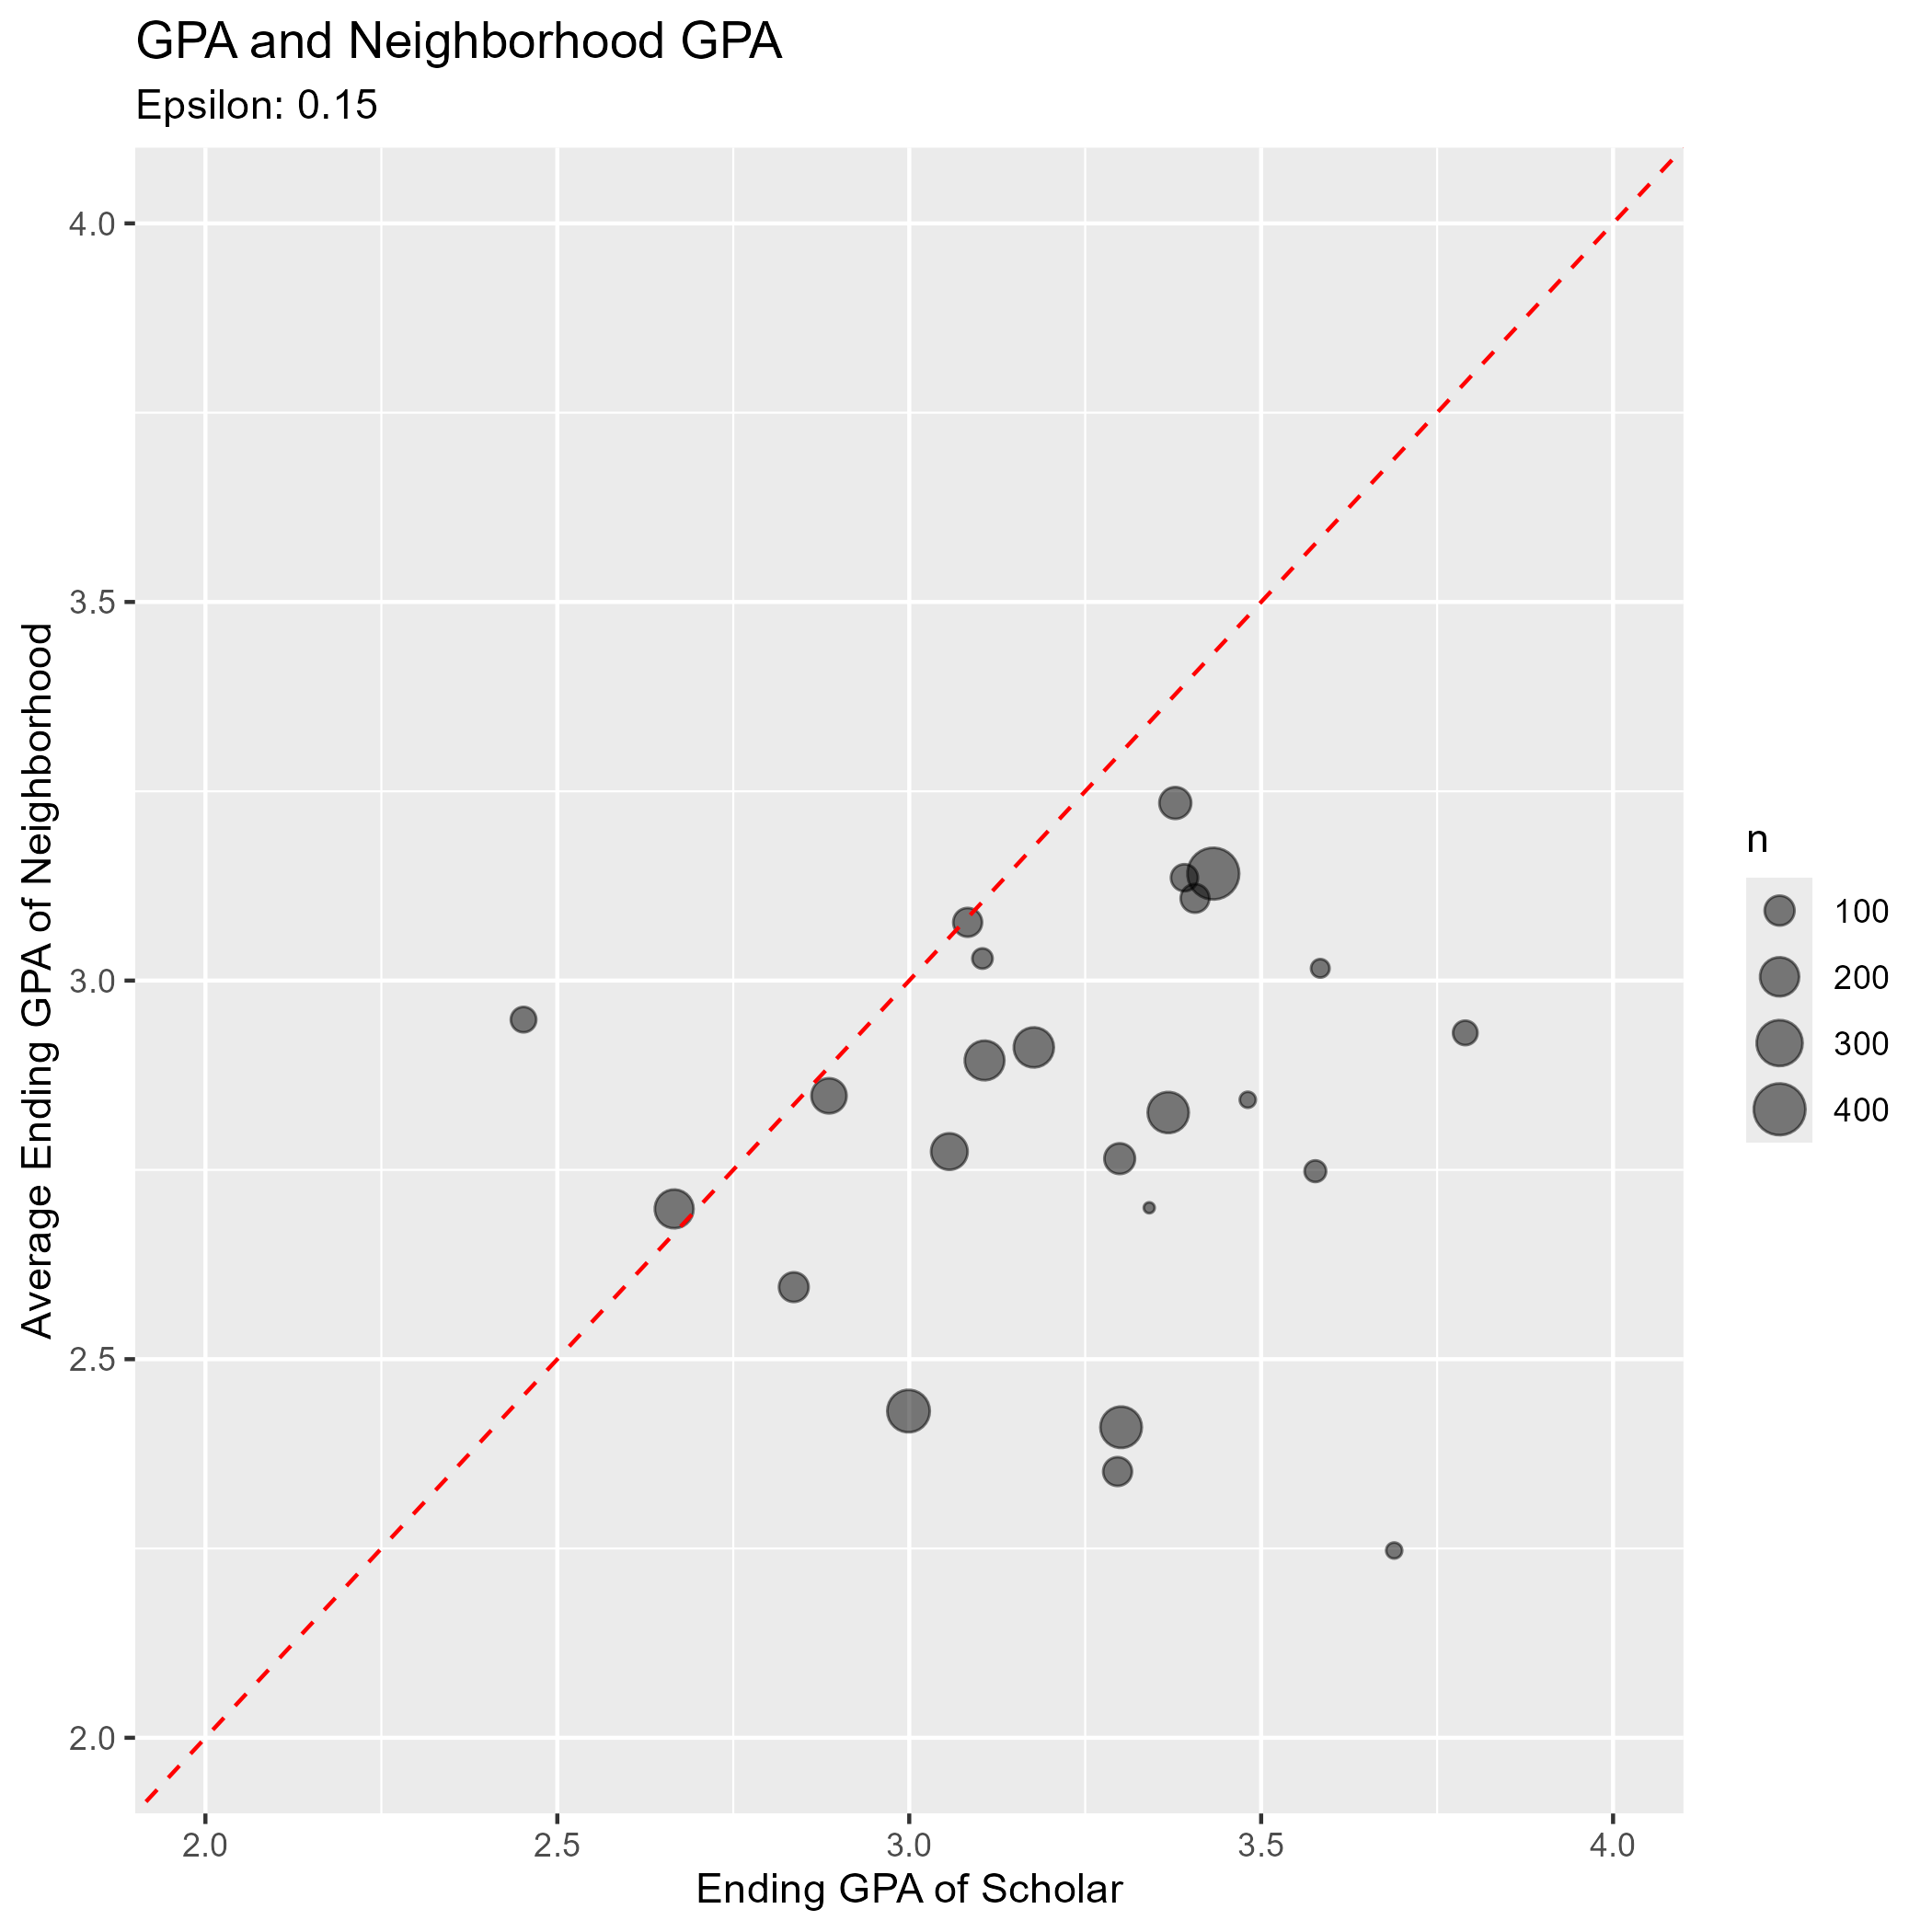 GPA and Neighborhood GPA
Epsilon: 0.15
Average Ending GPA of Neighborhood
4.0
3.5
3.0
2.5
2.0
2.0
2.5
3.0
3.5
4.0
Ending GPA of Scholar
n
100
200
300
400